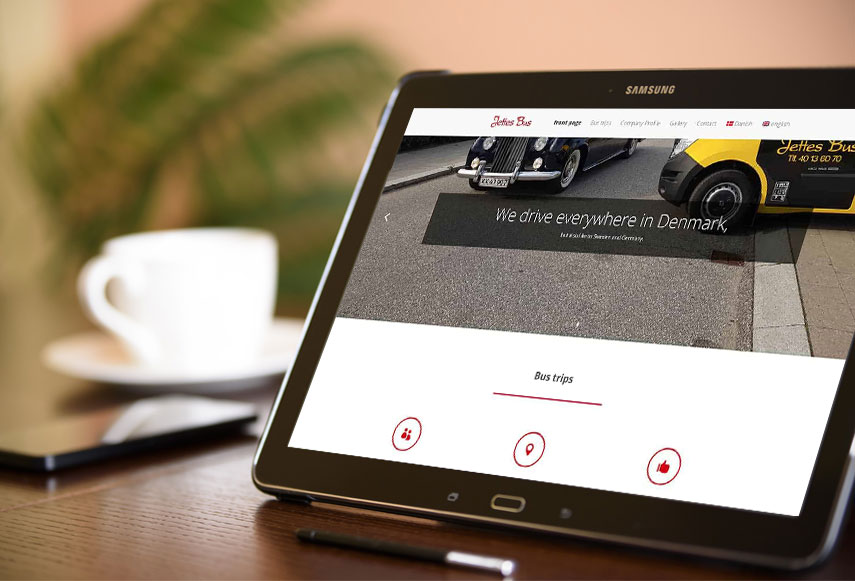 SAMSUNG
Jettes Bus
front page Bus trips Company Profile Gallery Contact Danish english
Jettes Bus
Tlf. 40 13 60 70
We drive everywhere in Denmark,
but also like in Sweden and Germany.
Bus trips